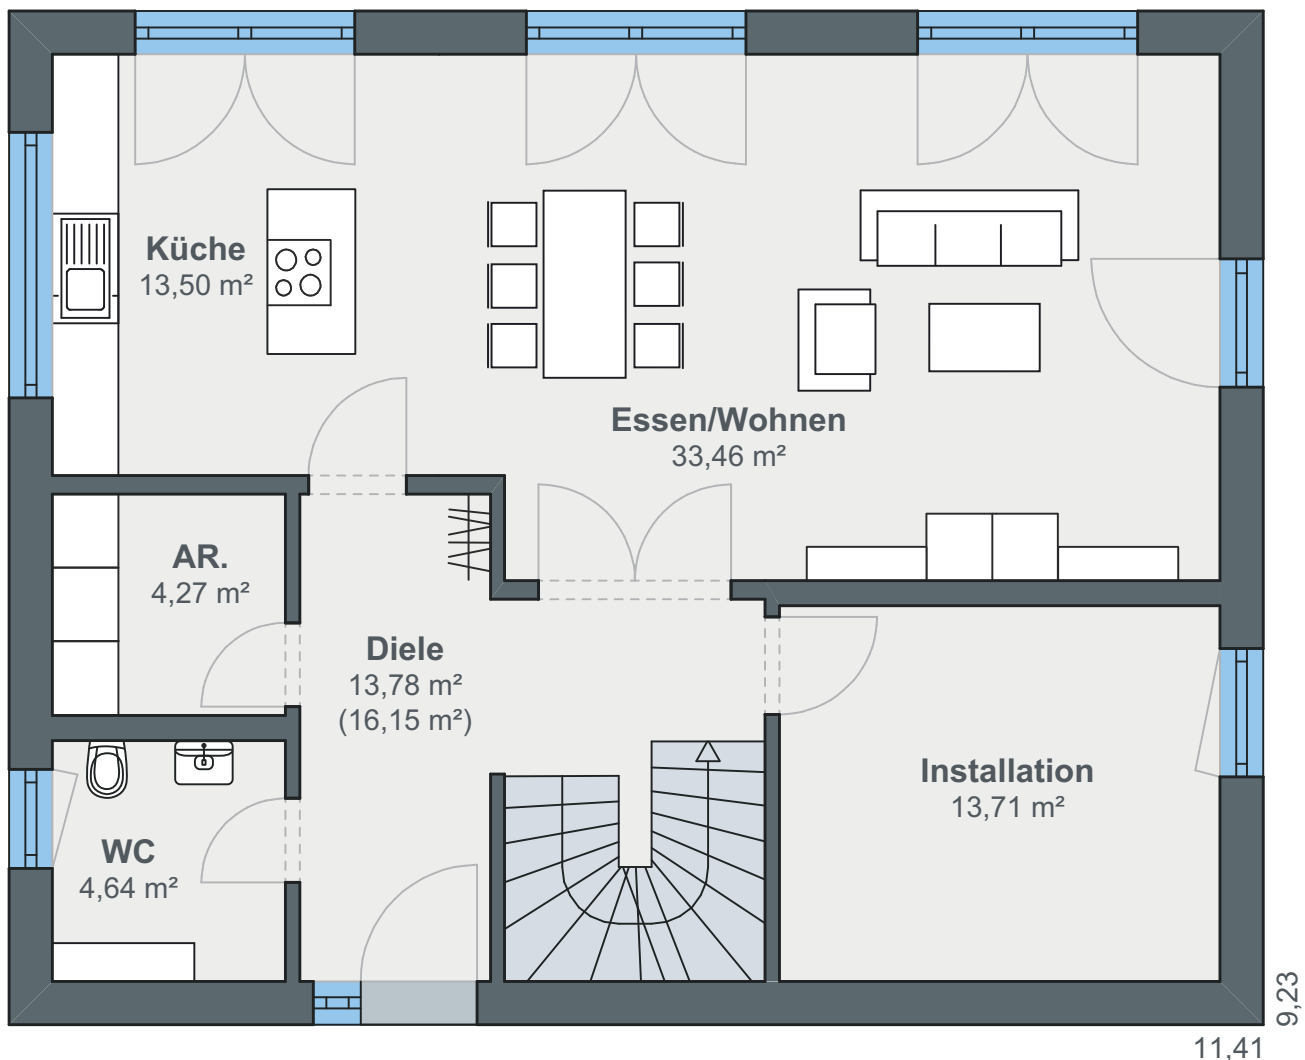 Küche
13,50 m²
Essen/Wohnen
33,46 m²
AR.
4,27 m²
Diele
13,78 m²
(16,15 m²)
Installation
13,71 m²
WC
4,64 m²
9,23
11,41